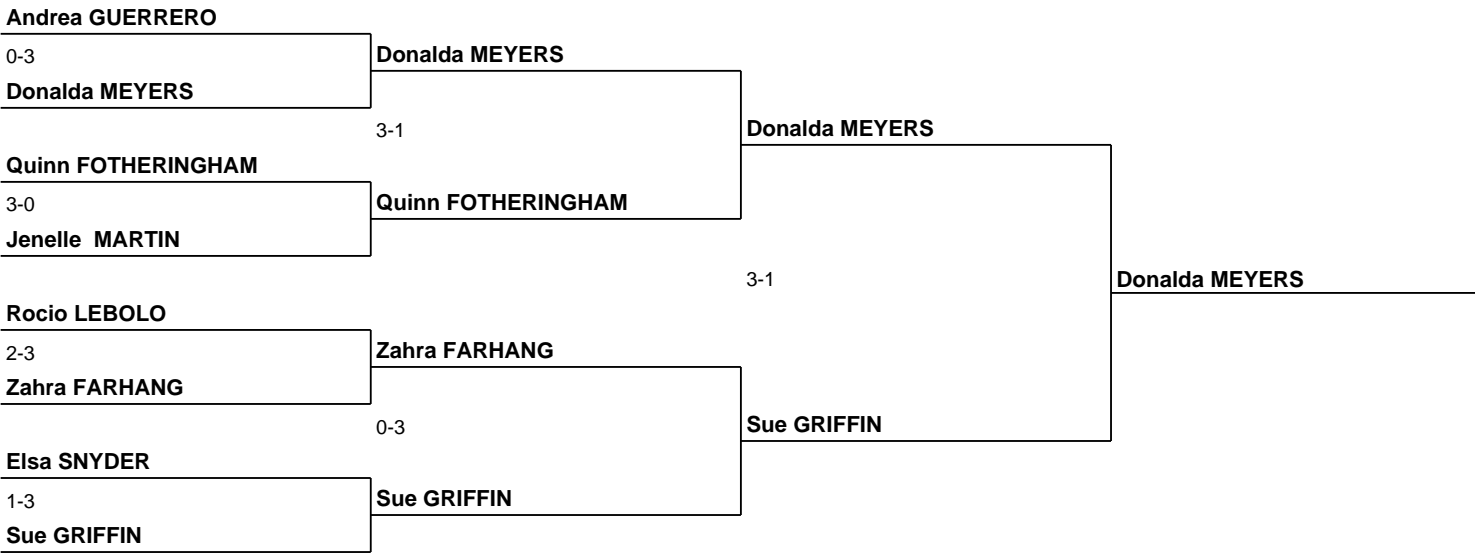 Andrea GUERRERO
0-3
Donalda MEYERS
Donalda MEYERS
3-1
Donalda MEYERS
Quinn FOTHERINGHAM
3-0
Quinn FOTHERINGHAM
Jenelle  MARTIN
3-1
Donalda MEYERS
Rocio LEBOLO
2-3
Zahra FARHANG
Zahra FARHANG
0-3
Sue GRIFFIN
Elsa SNYDER
1-3
Sue GRIFFIN
Sue GRIFFIN